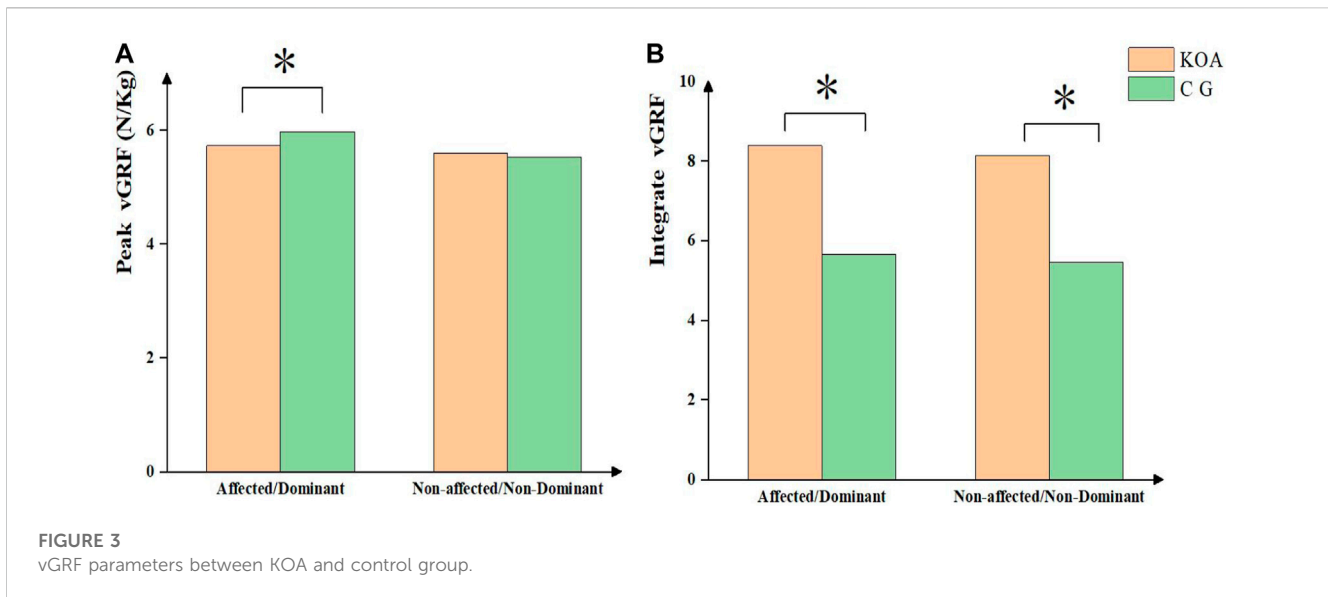 A
Peak vGRF (N/Kg)
*
6
4
2
0
Affected/Dominant
Non-affected/Non-Dominant
B
Integrate vGRF
10
8
6
4
2
0
*
*
Affected/Dominant
Non-affected/Non-Dominant
KOA
C G
FIGURE 3
vGRF parameters between KOA and control group.